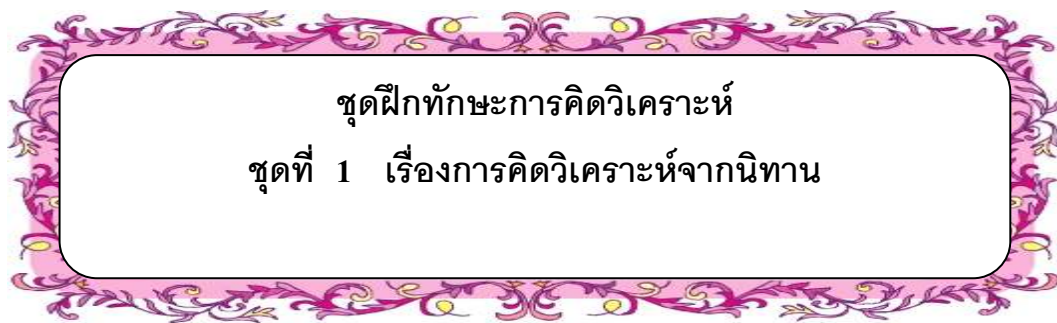 ชุดฝึกทักษะการคิดวิเคราะห์
ชุดที่ 1 เรื่องการคิดวิเคราะห์จากนิทาน